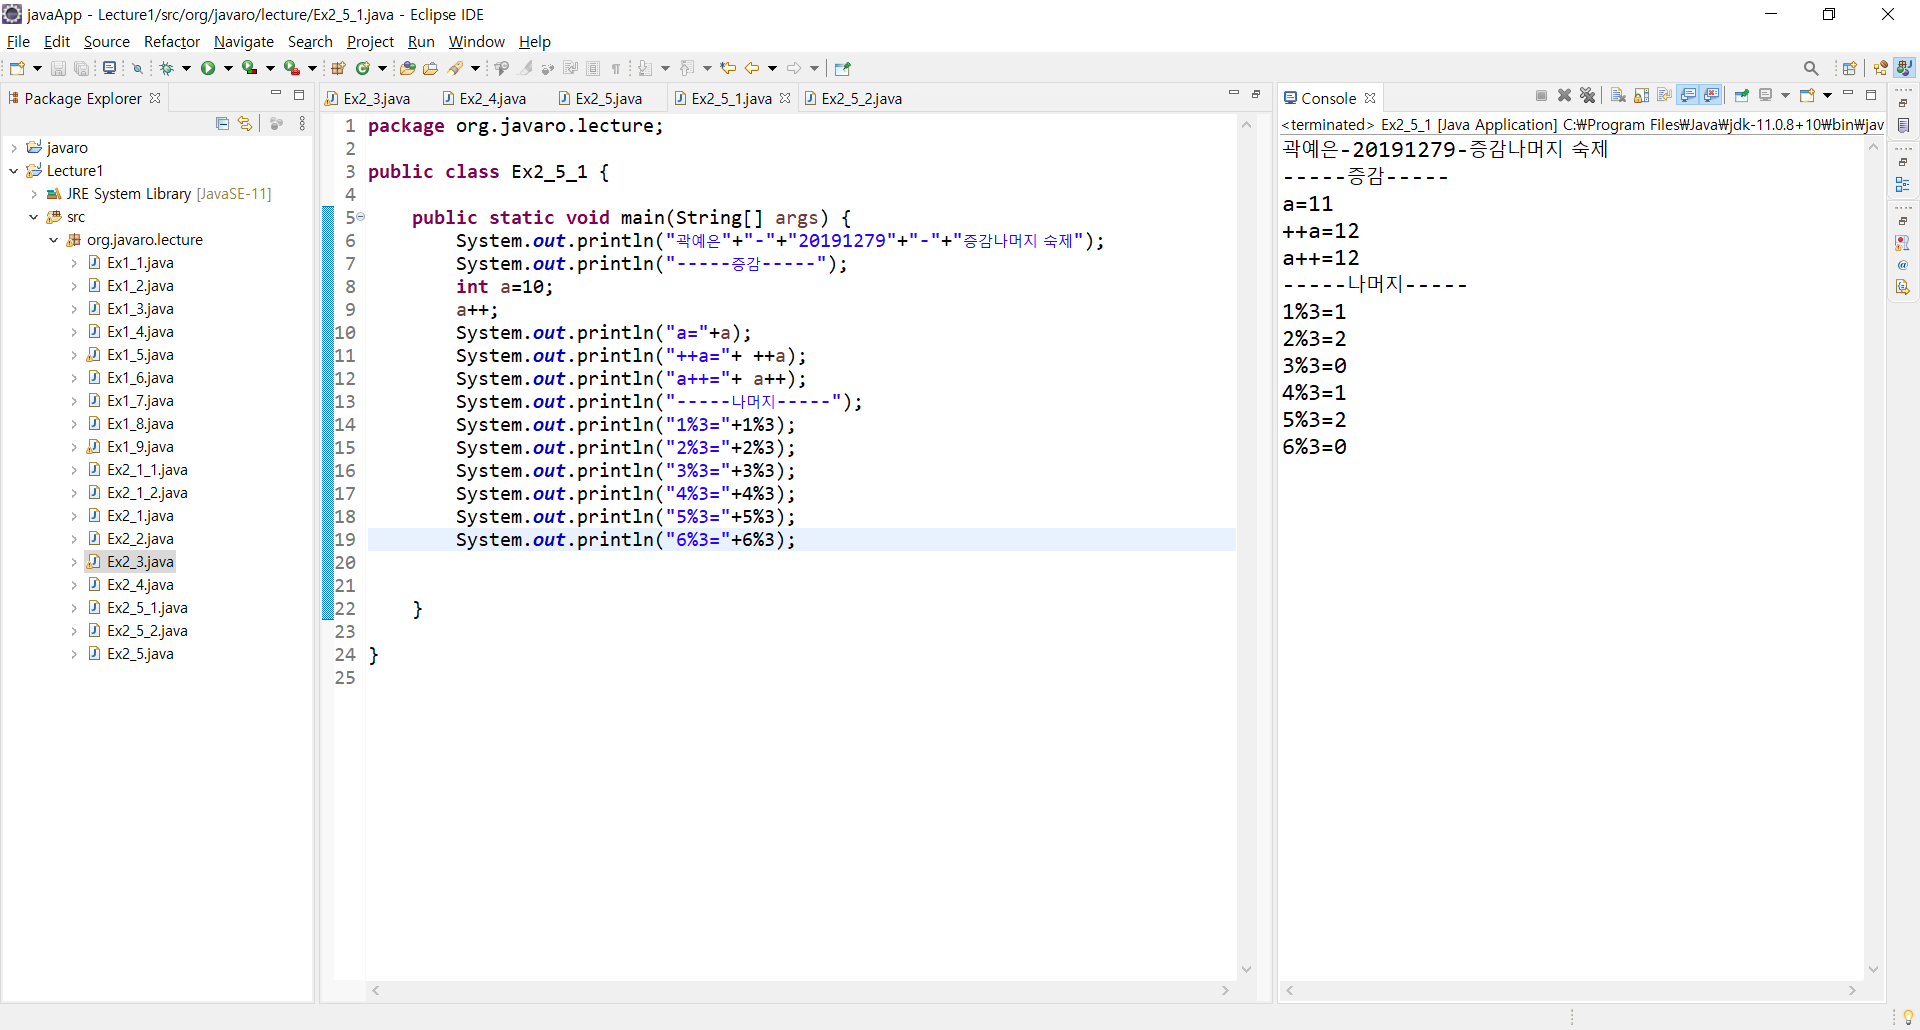 javaApp - Lecture1/src/org/javaro/lecture/Ex2_5_1.java - Eclipse IDE
File Edit Source Refactor Navigate Search Project Run Window Help
Package Explorer
javaro
Lecture1
JRE System Library [JavaSE-11]
src
org.javaro.lecture
Ex1_1.java
Ex1_2.java
Ex1_3.java
Ex1_4.java
Ex1_5.java
Ex1_6.java
Ex1_7.java
Ex1_8.java
Ex1_9.java
Ex2_1_1.java
Ex2_1_2.java
Ex2_1.java
Ex2_2.java
Ex2_3.java
Ex2_4.java
Ex2_5_1.java
Ex2_5_2.java
Ex2_5.java
Ex2_3.java Ex2_4.java Ex2_5.java Ex2_5_1.java Ex2_5_2.java
1 package org.javaro.lecture;
2
3 public class Ex2_5_1 {
4
5 public static void main(String[] args) {
6 System.out.println("곽예은"+"-"+"20191279"+"-"+"증감나머지 숙제");
7 System.out.println("-----증감-----");
8 int a=10;
9 a++;
10 System.out.println("a="+a);
11 System.out.println("++a="+ ++a);
12 System.out.println("a++="+ a++);
13 System.out.println("-----나머지-----");
14 System.out.println("1%3="+1%3);
15 System.out.println("2%3="+2%3);
16 System.out.println("3%3="+3%3);
17 System.out.println("4%3="+4%3);
18 System.out.println("5%3="+5%3);
19 System.out.println("6%3="+6%3);
20
21
22 }
23
24 }
25
Console
<terminated> Ex2_5_1 [Java Application] C:₩Program Files₩Java₩jdk-11.0.8+10₩bin₩jav
곽예은-20191279-증감나머지 숙제
-----증감-----
a=11
++a=12
a++=12
-----나머지-----
1%3=1
2%3=2
3%3=0
4%3=1
5%3=2
6%3=0